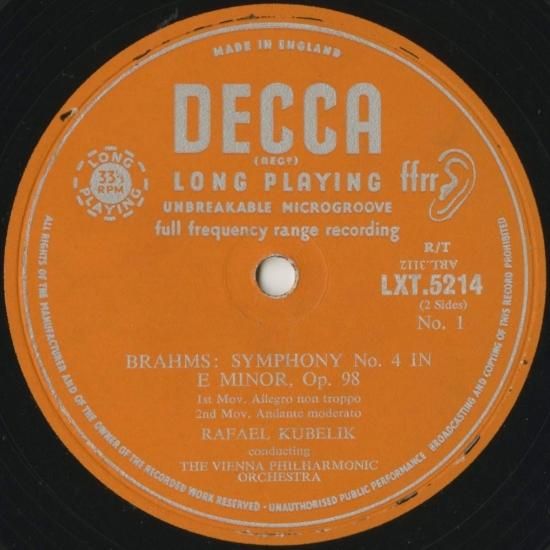 MADE IN ENGLAND
DECCA
(REGD)
LONG PLAYING
UNBREAKABLE MICROGROOVE
full frequency range recording
LONG
33⅓
RPM
PLAYING
ffrr
R/T
ARL.3112
LXT.5214
(2 Sides)
No. 1
BRAHMS: SYMPHONY No. 4 IN
E MINOR, Op. 98
1st Mov. Allegro non troppo
2nd Mov. Andante moderato
RAFAEL KUBELIK
conducting
THE VIENNA PHILHARMONIC
ORCHESTRA
ALL RIGHTS OF THE MANUFACTURER AND OF THE OWNER OF THE RECORDED WORK RESERVED - UNAUTHORISED PUBLIC PERFORMANCE BROADCASTING AND COPYING OF THIS RECORD PROHIBITED